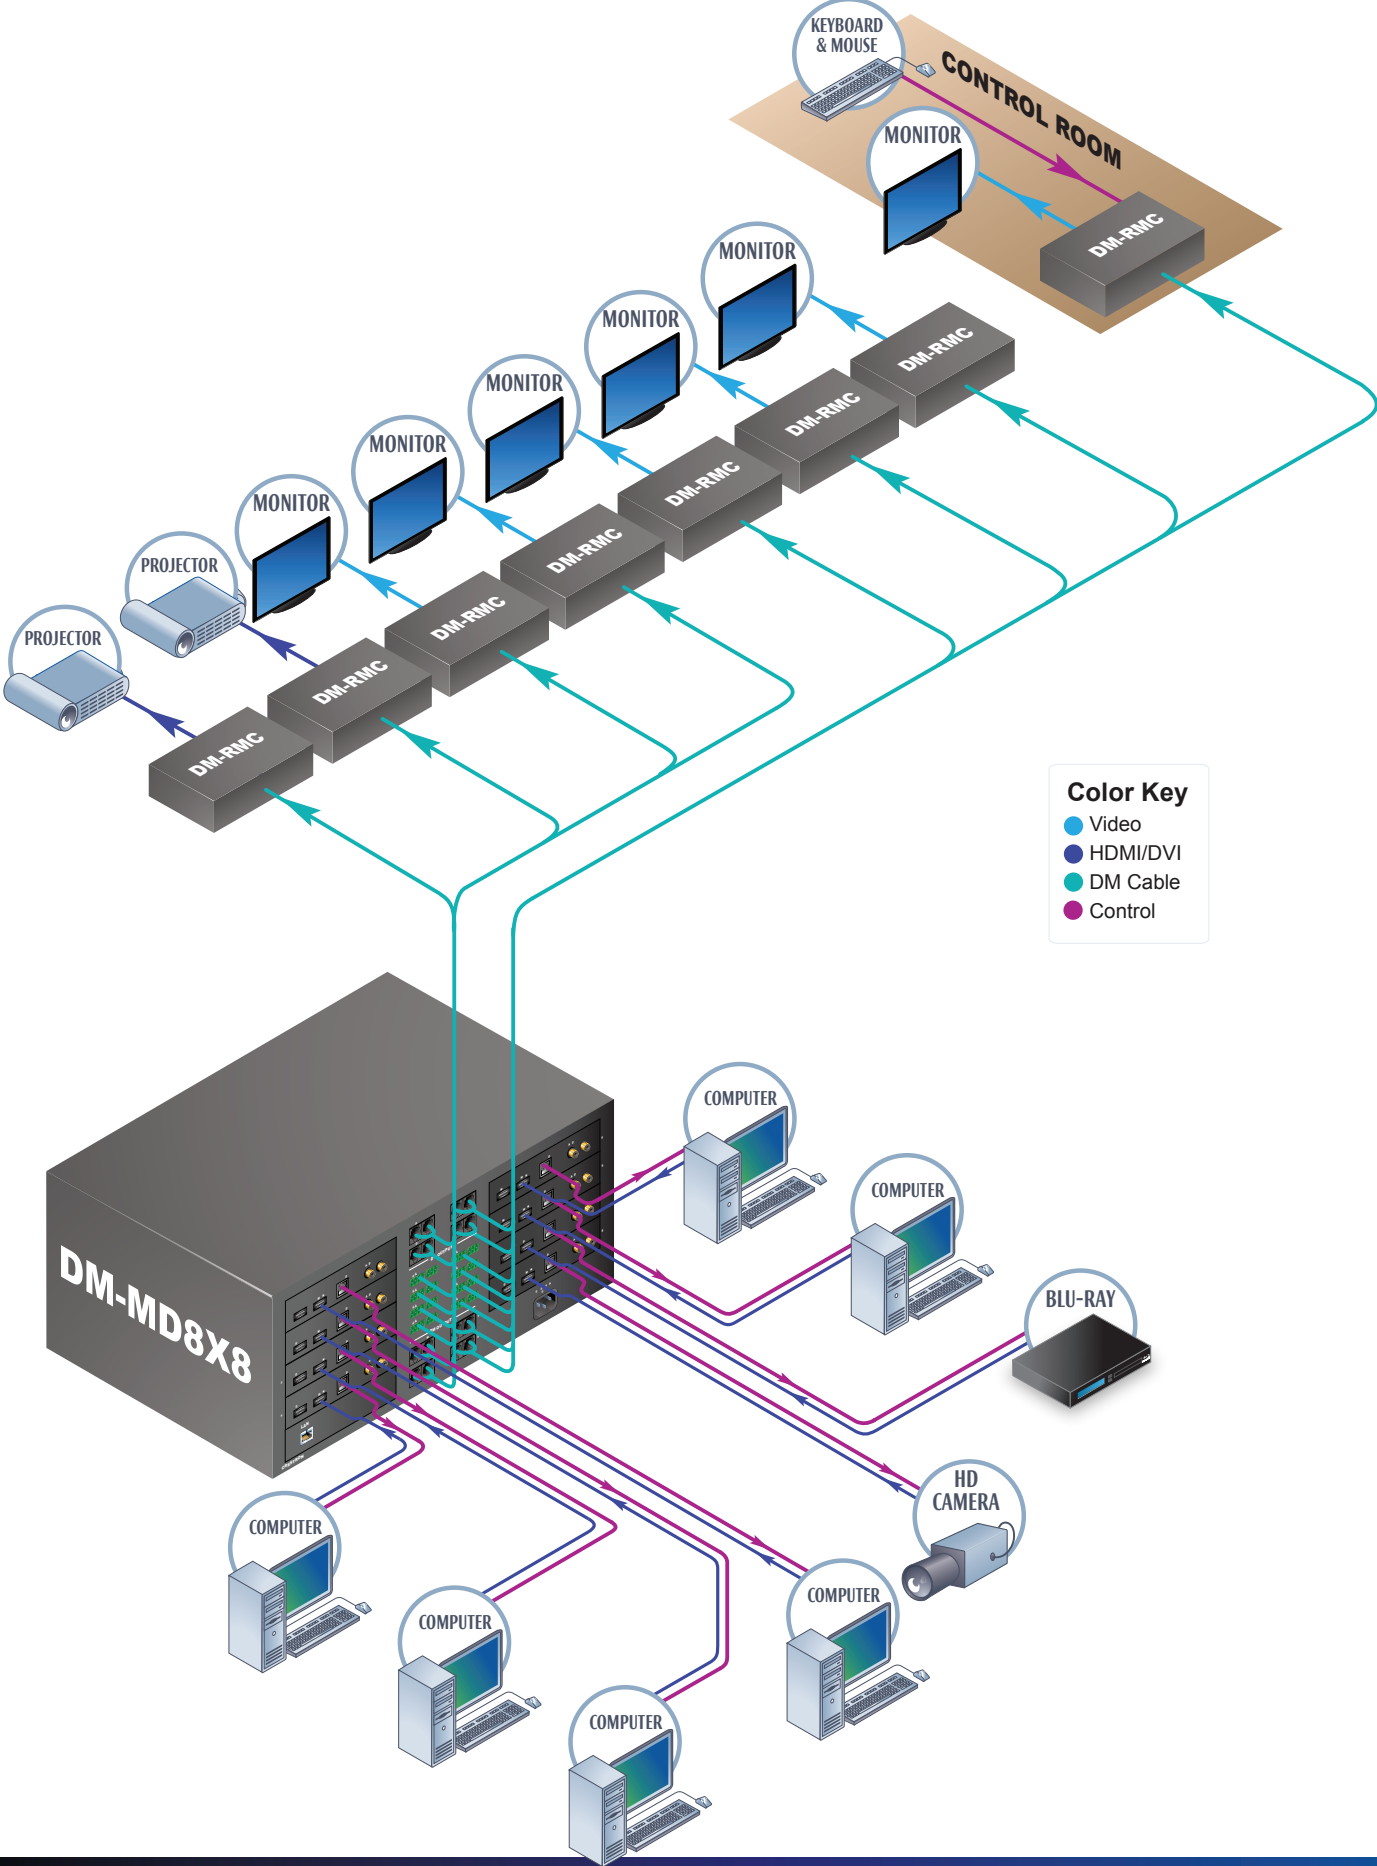 KEYBOARD
& MOUSE
CONTROL ROOM
MONITOR
DM-RMC
MONITOR
DM-RMC
MONITOR
DM-RMC
MONITOR
DM-RMC
MONITOR
DM-RMC
MONITOR
DM-RMC
PROJECTOR
DM-RMC
PROJECTOR
DM-RMC
Color Key
Video
HDMI/DVI
DM Cable
Control
DM-MD8X8
LAN
COMPUTER
COMPUTER
BLU-RAY
HD
CAMERA
COMPUTER
COMPUTER
COMPUTER
COMPUTER